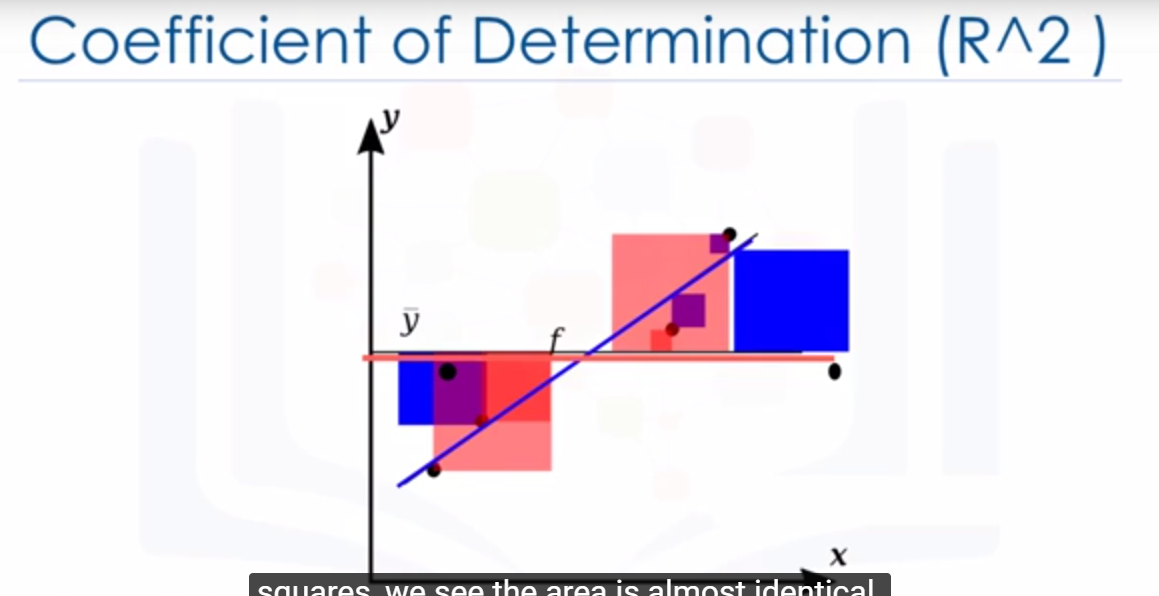 Coefficient of Determination (R^2 )
y
ȳ
f
x
squares, we see the area is almost identical